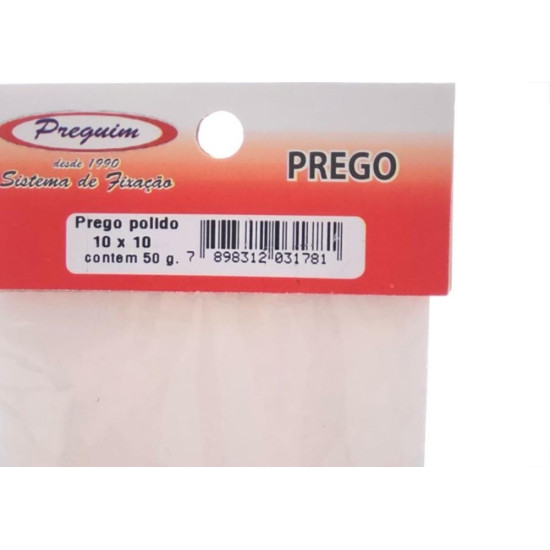 Preguim
desde 1990
Sistema de Fixação
PREGO
Prego polido
10 x 10
contem 50 g.
7 898312 031781